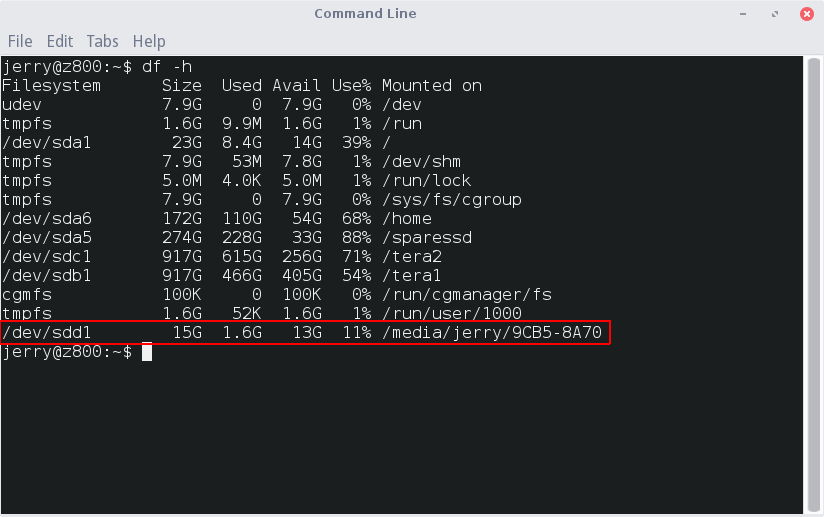 Command Line
File Edit Tabs Help
jerry@z800:~$ df -h
Filesystem      Size  Used Avail Use% Mounted on
udev            7.9G     0  7.9G   0% /dev
tmpfs           1.6G  9.9M  1.6G   1% /run
/dev/sda1        23G  8.4G   14G  39% /
tmpfs           7.9G   53M  7.8G   1% /dev/shm
tmpfs           5.0M  4.0K  5.0M   1% /run/lock
tmpfs           7.9G     0  7.9G   0% /sys/fs/cgroup
/dev/sda6       172G  110G   54G  68% /home
/dev/sda5       274G  228G   33G  88% /sparessd
/dev/sdc1       917G  615G  256G  71% /tera2
/dev/sdb1       917G  466G  405G  54% /tera1
cgmfs           100K     0  100K   0% /run/cgmanager/fs
tmpfs           1.6G   52K  1.6G   1% /run/user/1000
/dev/sdd1        15G  1.6G   13G  11% /media/jerry/9CB5-8A70
jerry@z800:~$